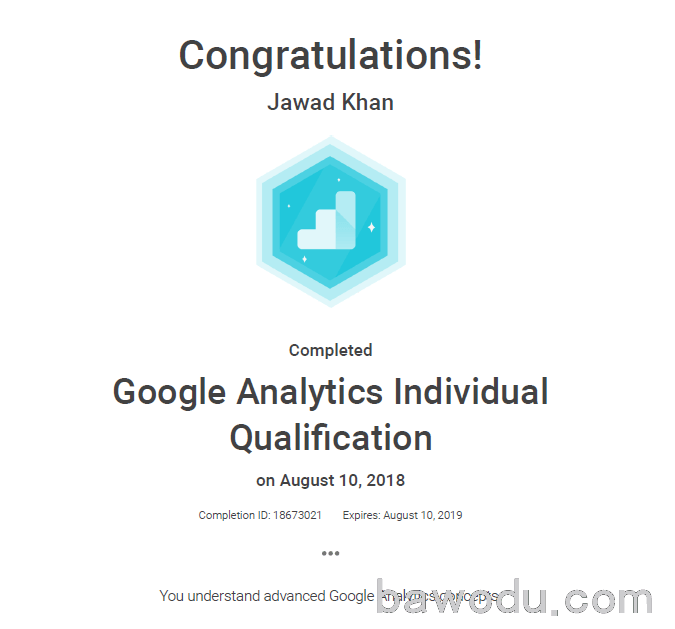 Congratulations!
Jawad Khan
Completed
Google Analytics Individual
Qualification
on August 10, 2018
Completion ID: 18673021 Expires: August 10, 2019
•••
You understand advanced Google Analytics concepts
bawodu.com